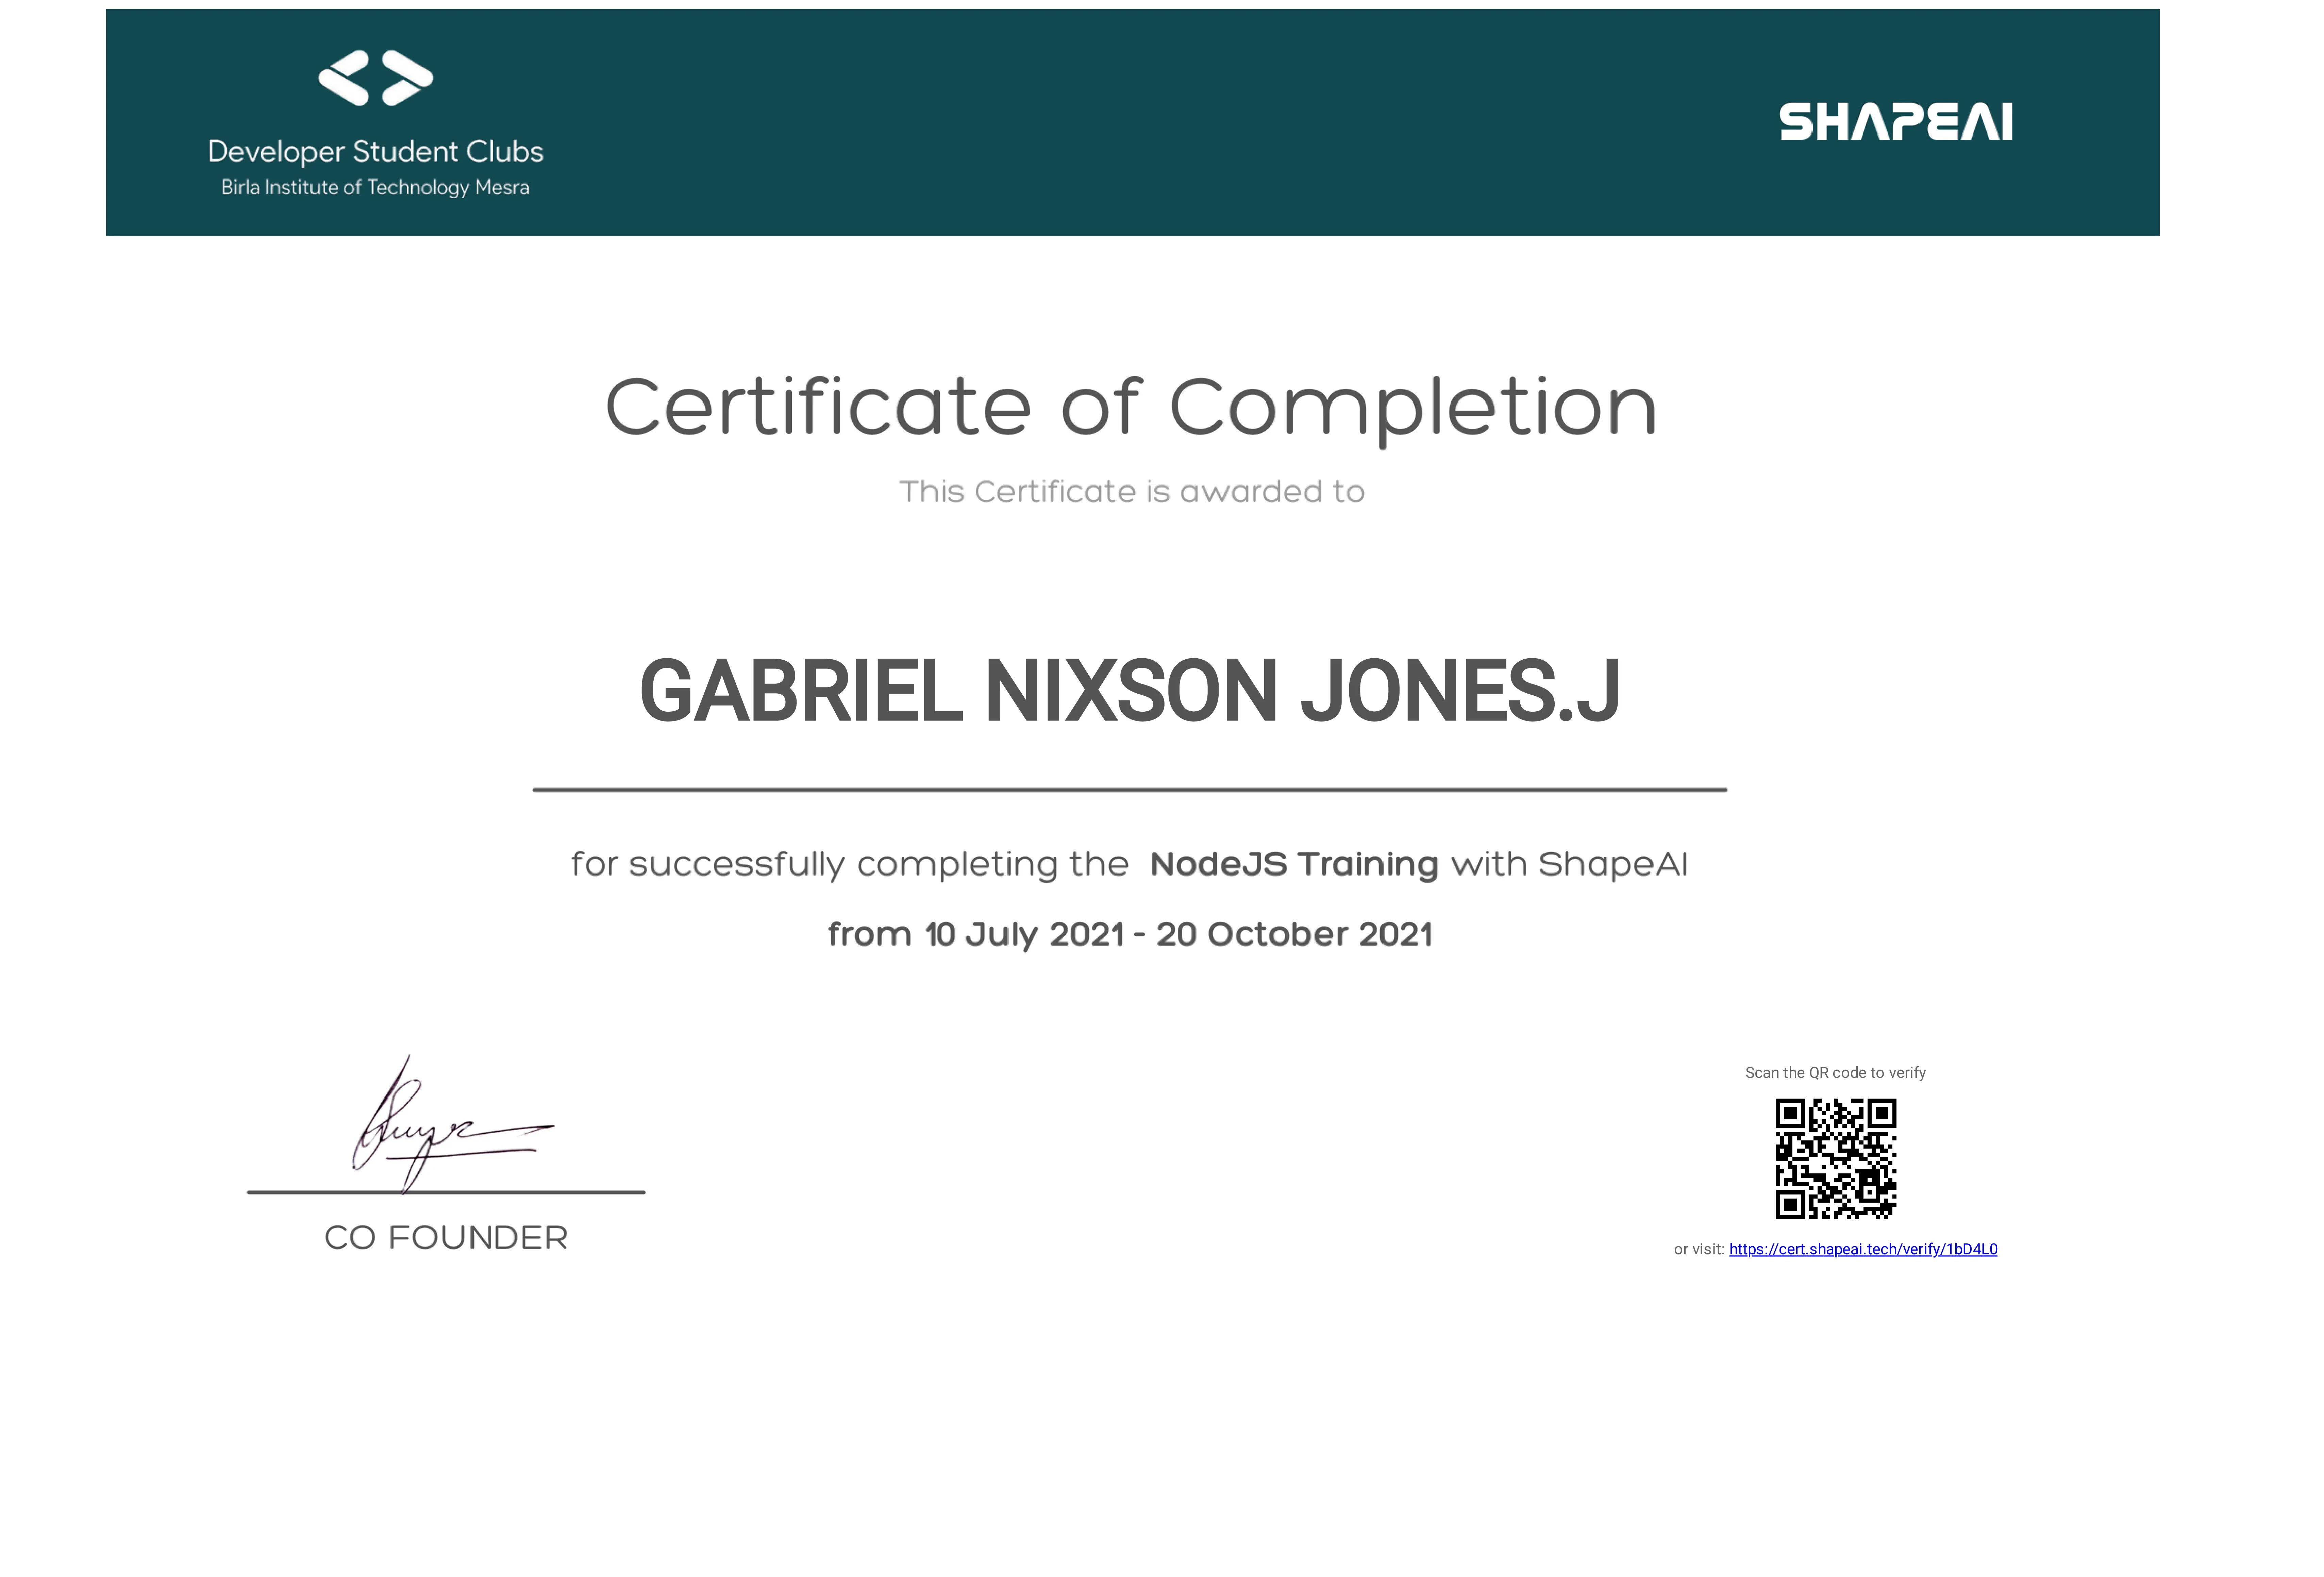 Developer Student Clubs
Birla Institute of Technology Mesra
SHAPEAI
Certificate of Completion
This Certificate is awarded to
GABRIEL NIXSON JONES.J
for successfully completing the NodeJS Training with ShapeAI
from 10 July 2021 - 20 October 2021
CO FOUNDER
Scan the QR code to verify
or visit: https://cert.shapeai.tech/verify/1bD4L0